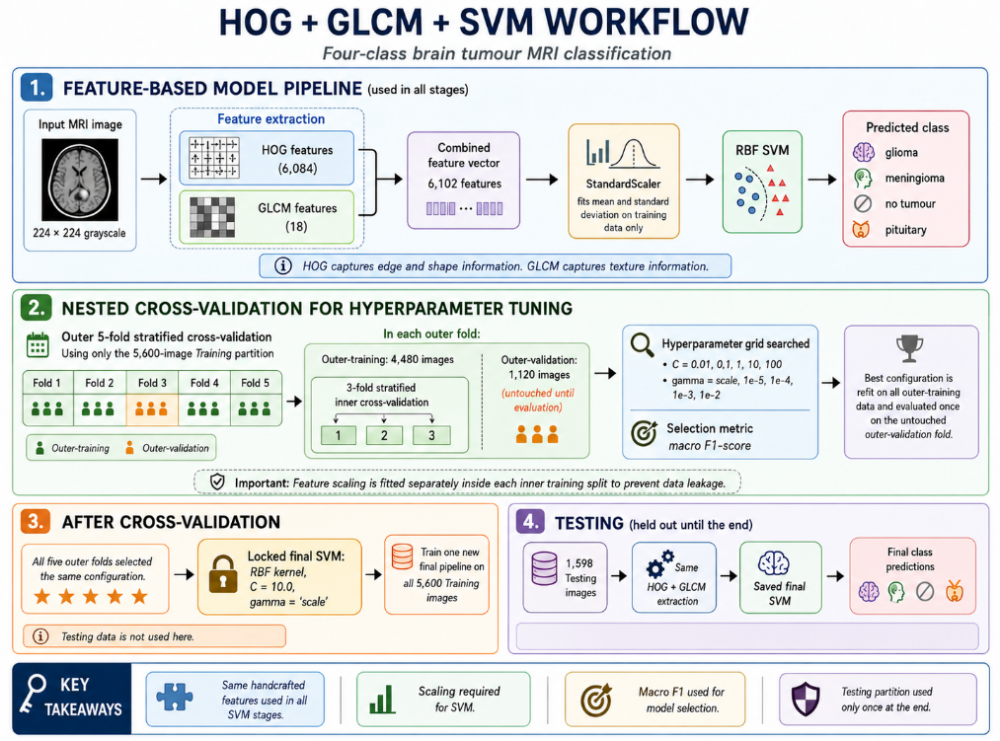 HOG + GLCM + SVM WORKFLOW
Four-class brain tumour MRI classification
1. FEATURE-BASED MODEL PIPELINE (used in all stages)
Input MRI image
224 × 224 grayscale
Feature extraction
HOG features
(6,084)
GLCM features
(18)
Combined
feature vector
6,102 features
...
StandardScaler
fits mean and standard
deviation on training
data only
RBF SVM
Predicted class
glioma
meningioma
no tumour
pituitary
HOG captures edge and shape information. GLCM captures texture information.
2. NESTED CROSS-VALIDATION FOR HYPERPARAMETER TUNING
Outer 5-fold stratified cross-validation
Using only the 5,600-image Training partition
Fold 1 Fold 2 Fold 3 Fold 4 Fold 5
Outer-training Outer-validation
In each outer fold:
Outer-training: 4,480 images
3-fold stratified
inner cross-validation
1 2 3
Outer-validation:
1,120 images
(untouched until
evaluation)
Hyperparameter grid searched
• C = 0.01, 0,1, 1, 10, 100
• gamma = scale, 1e-5, 1e-4,
1e-3, 1e-2
Selection metric
macro F1-score
Best configuration is
refit on all outer-training
data and evaluated once
on the untouched
outer-validation fold.
Important: Feature scaling is fitted separately inside each inner training split to prevent data leakage.
3. AFTER CROSS-VALIDATION
All five outer folds selected
the same configuration.
Locked final SVM:
RBF kernel,
C = 10.0,
gamma = 'scale'
Train one new
final pipeline on
all 5,600 Training
images
Testing data is not used here.
4. TESTING (held out until the end)
1,598
Testing
images
Same
HOG + GLCM
extraction
Saved final
SVM
Final class
predictions
KEY
TAKEAWAYS
Same handcrafted
features used in all
SVM stages.
Scaling required
for SVM.
Macro F1 used for
model selection.
Testing partition used
only once at the end.